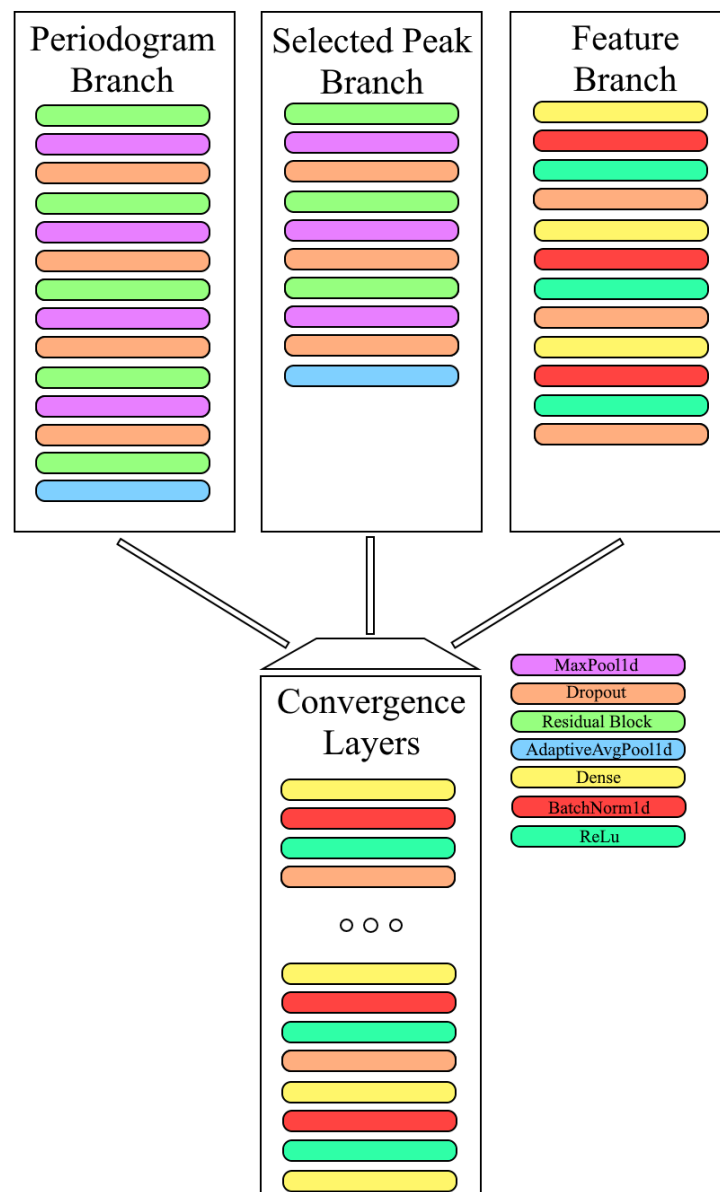 Periodogram
Branch
Selected Peak
Branch
Feature
Branch
Convergence
Layers
MaxPool1d
Dropout
Residual Block
AdaptiveAvgPool1d
Dense
BatchNorm1d
ReLu